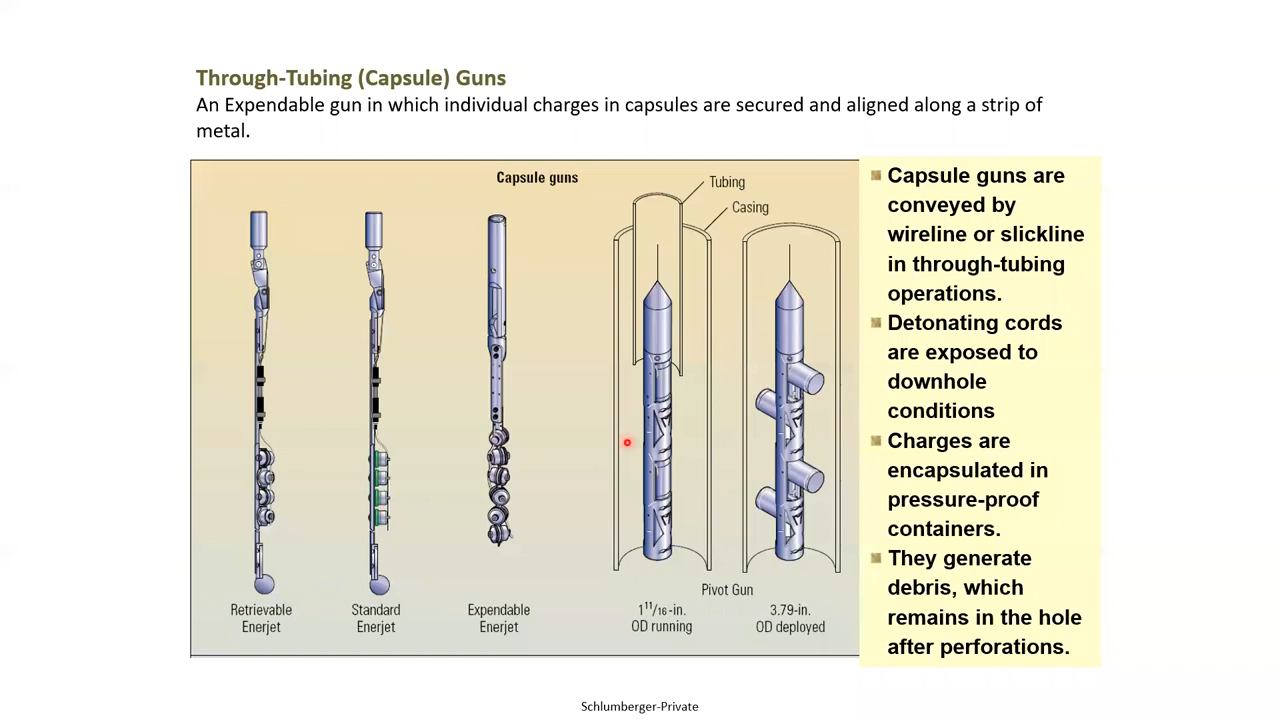 Through-Tubing (Capsule) Guns
An Expendable gun in which individual charges in capsules are secured and aligned along a strip of
metal.
Capsule guns
Tubing
Casing
Retrievable
Enerjet
Standard
Enerjet
Expendable
Enerjet
Pivot Gun
1 11/16-in.
OD running
3.79-in.
OD deployed
Capsule guns are
conveyed by
wireline or slickline
in through-tubing
operations.
Detonating cords
are exposed to
downhole
conditions
Charges are
encapsulated in
pressure-proof
containers.
They generate
debris, which
remains in the hole
after perforations.
Schlumberger-Private